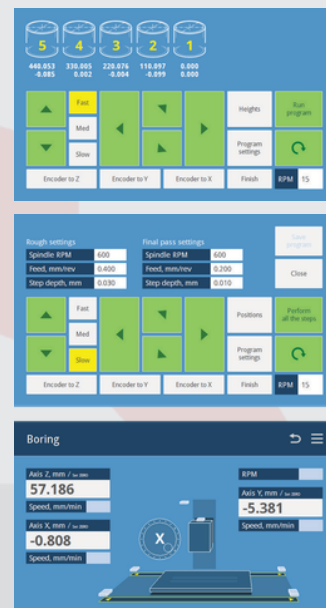 5 4 3 2 1
440.053 330.005 220.076 110.097 0.000
-0.085 0.002 -0.004 -0.099 0.000
Fast
Heights
Run program
Med
Slow
Program settings
Encoder to Z
Encoder to Y
Encoder to X
Finish
RPM 15
Rough settings
Final pass settings
Save program
Spindle RPM 600
Spindle RPM 600
Feed, mm/rev 0.400
Feed, mm/rev 0.200
Close
Step depth, mm 0.030
Step depth, mm 0.010
Fast
Positions
Perform all the steps
Med
Slow
Program settings
Encoder to Z
Encoder to Y
Encoder to X
Finish
RPM 15
Boring
Axis Z, mm /
57.186
Speed, mm/min
Axis X, mm /
-0.808
Speed, mm/min
X
RPM
Axis Y, mm /
-5.381
Speed, mm/min